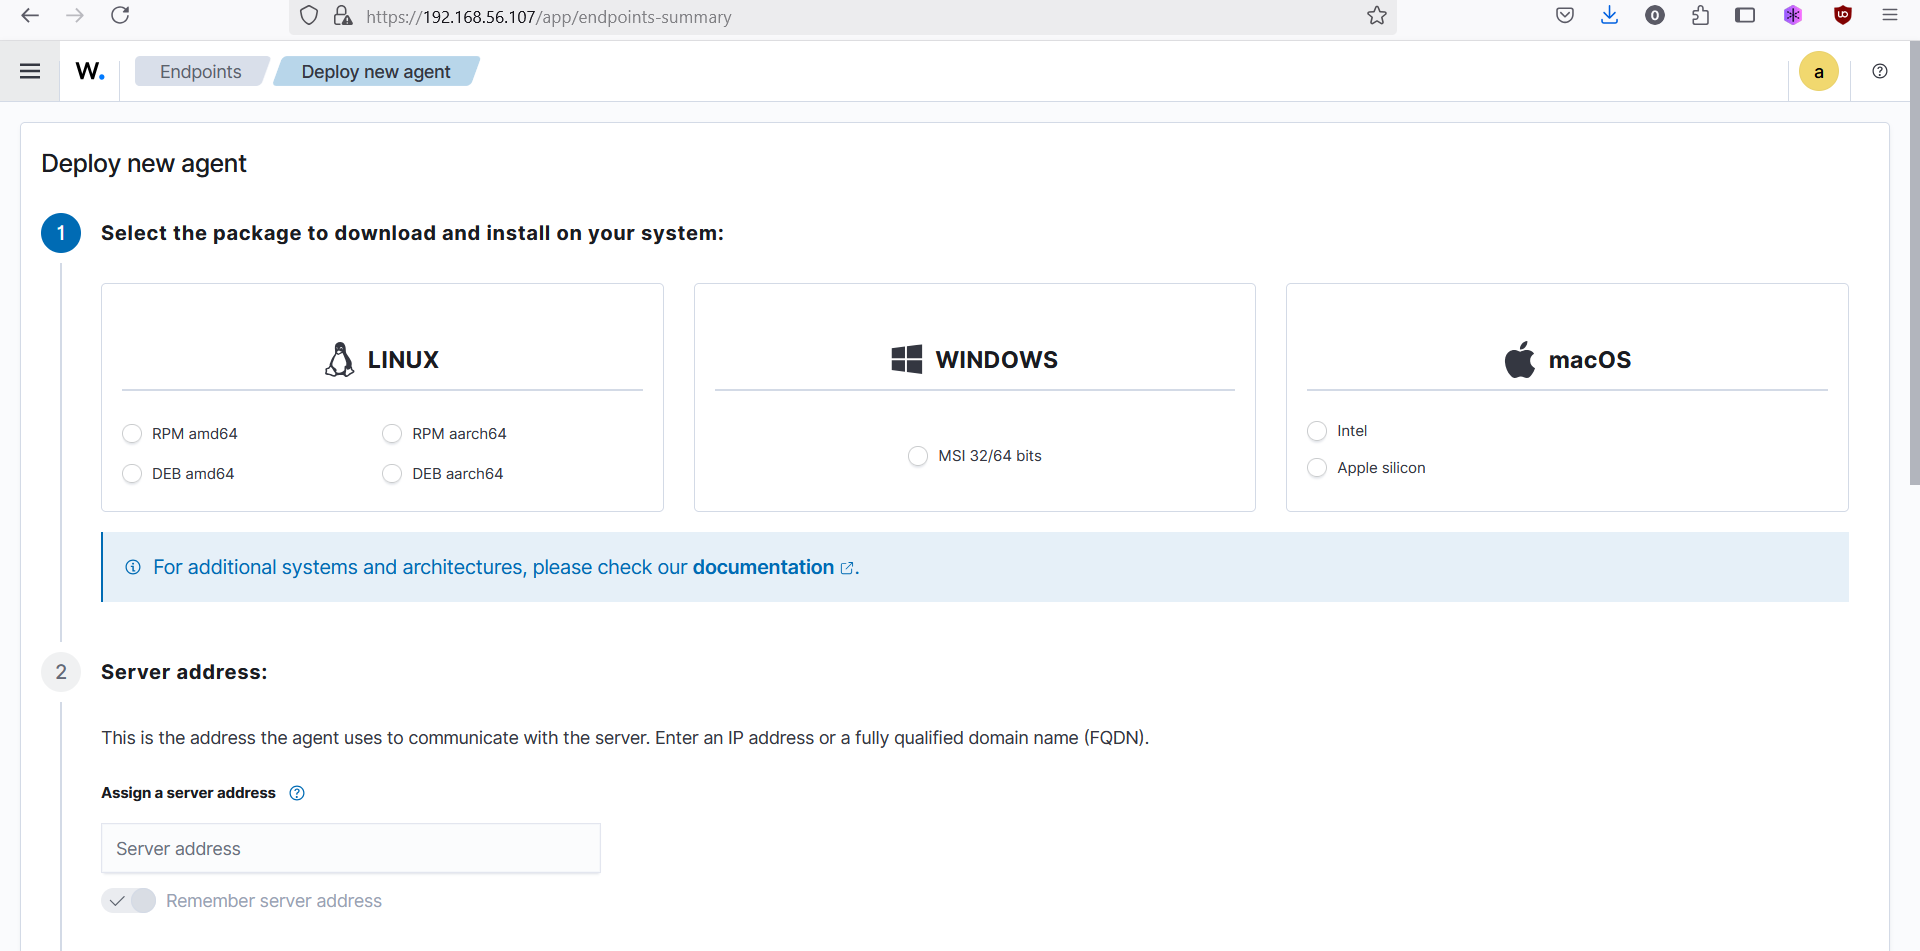 https://192.168.56.107/app/endpoints-summary
W.
Endpoints
Deploy new agent
a
Deploy new agent
1
Select the package to download and install on your system:
LINUX
RPM amd64
RPM aarch64
DEB amd64
DEB aarch64
WINDOWS
MSI 32/64 bits
macOS
Intel
Apple silicon
For additional systems and architectures, please check our documentation.
2
Server address:
This is the address the agent uses to communicate with the server. Enter an IP address or a fully qualified domain name (FQDN).
Assign a server address
Server address
Remember server address